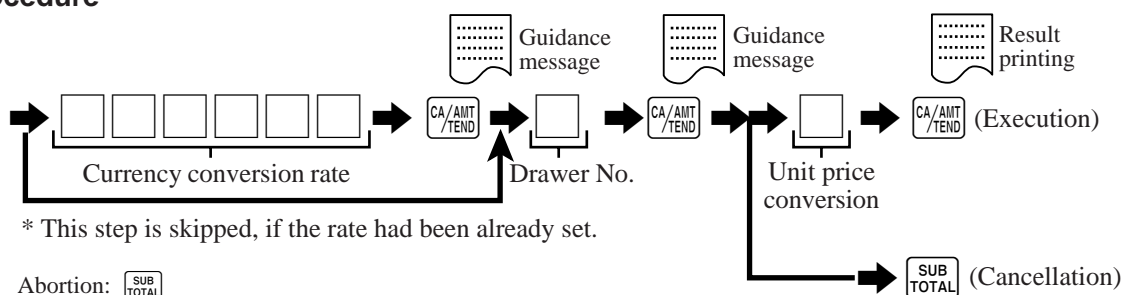 Guidance
message
Guidance
message
Result
printing
CA/AMT
/TEND
CA/AMT
/TEND
CA/AMT
/TEND
(Execution)
Currency conversion rate
Drawer No.
Unit price
conversion
* This step is skipped, if the rate had been already set.
SUB
TOTAL
(Cancellation)
Abortion:
SUB
TOTAL